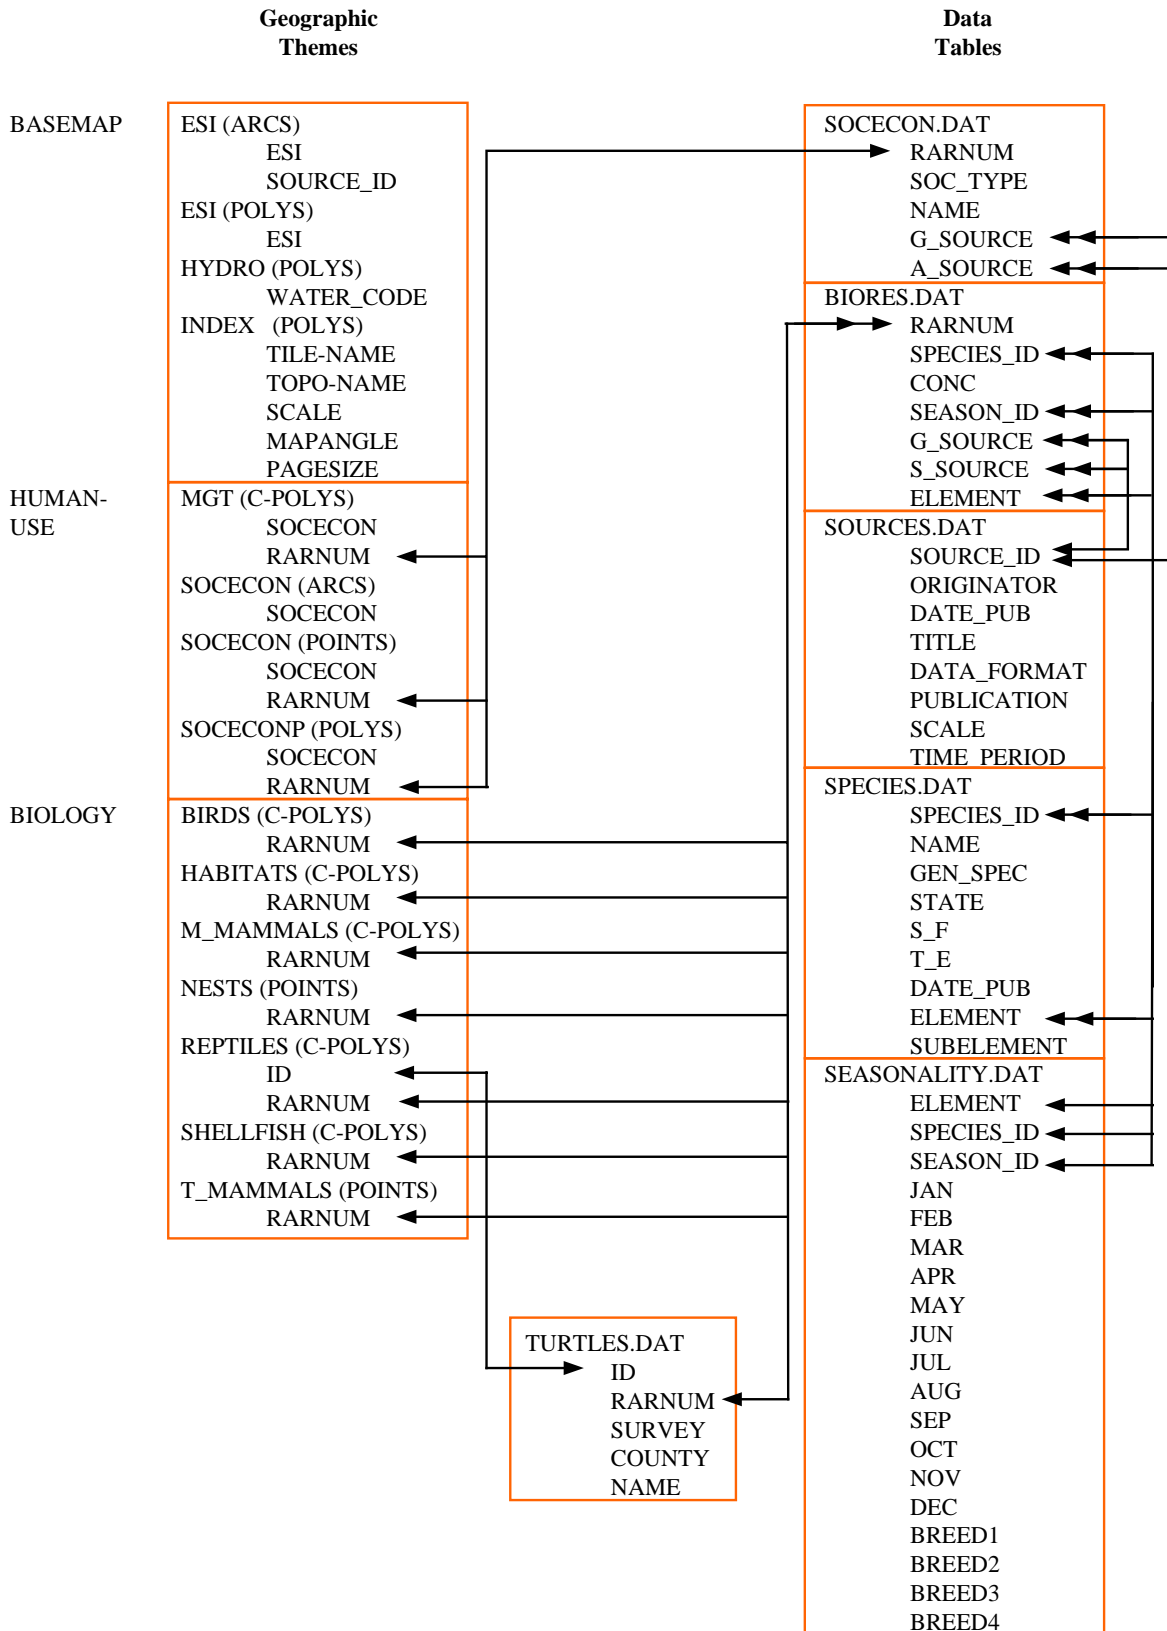 Geographic
Themes
Data
Tables
BASEMAP
ESI (ARCS)
ESI
SOURCE_ID
ESI (POLYS)
ESI
HYDRO (POLYS)
WATER_CODE
INDEX (POLYS)
TILE-NAME
TOPO-NAME
SCALE
MAPANGLE
PAGESIZE
HUMAN-
USE
MGT (C-POLYS)
SOCECON
RARNUM
SOCECON (ARCS)
SOCECON
SOCECON (POINTS)
SOCECON
RARNUM
SOCECONP (POLYS)
SOCECON
RARNUM
BIOLOGY
BIRDS (C-POLYS)
RARNUM
HABITATS (C-POLYS)
RARNUM
M_MAMMALS (C-POLYS)
RARNUM
NESTS (POINTS)
RARNUM
REPTILES (C-POLYS)
ID
RARNUM
SHELLFISH (C-POLYS)
RARNUM
T_MAMMALS (POINTS)
RARNUM
TURTLES.DAT
ID
RARNUM
SURVEY
COUNTY
NAME
SOCECON.DAT
RARNUM
SOC_TYPE
NAME
G_SOURCE
A_SOURCE
BIORES.DAT
RARNUM
SPECIES_ID
CONC
SEASON_ID
G_SOURCE
S_SOURCE
ELEMENT
SOURCES.DAT
SOURCE_ID
ORIGINATOR
DATE_PUB
TITLE
DATA_FORMAT
PUBLICATION
SCALE
TIME_PERIOD
SPECIES.DAT
SPECIES_ID
NAME
GEN_SPEC
STATE
S_F
T_E
DATE_PUB
ELEMENT
SUBELEMENT
SEASONALITY.DAT
ELEMENT
SPECIES_ID
SEASON_ID
JAN
FEB
MAR
APR
MAY
JUN
JUL
AUG
SEP
OCT
NOV
DEC
BREED1
BREED2
BREED3
BREED4